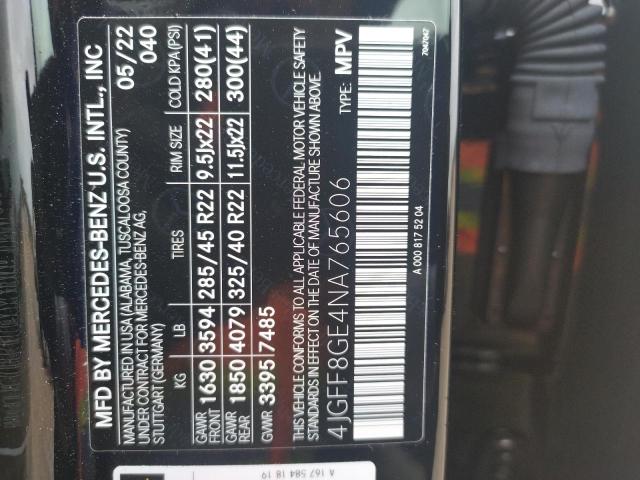 MFD BY MERCEDES-BENZ U.S. INTL., INC
MANUFACTURED IN USA (ALABAMA, TUSCALOOSA COUNTY) 05/22
UNDER CONTRACT FOR MERCEDES-BENZ AG, 040
STUTTGART (GERMANY)
KG LB TIRES RIM SIZE COLD KPA (PSI)
GAWR FRONT 1630 3594 285/45 R22 9.5Jx22 280(41)
GAWR REAR 1850 4079 325/40 R22 11.5Jx22 300(44)
GVWR 3395 7485
THIS VEHICLE CONFORMS TO ALL APPLICABLE FEDERAL MOTOR VEHICLE SAFETY
STANDARDS IN EFFECT ON THE DATE OF MANUFACTURE SHOWN ABOVE.
4JGFF8GE4NA765606 TYPE: MPV
A 000 817 52 04
7047047
A 167 584 18 19